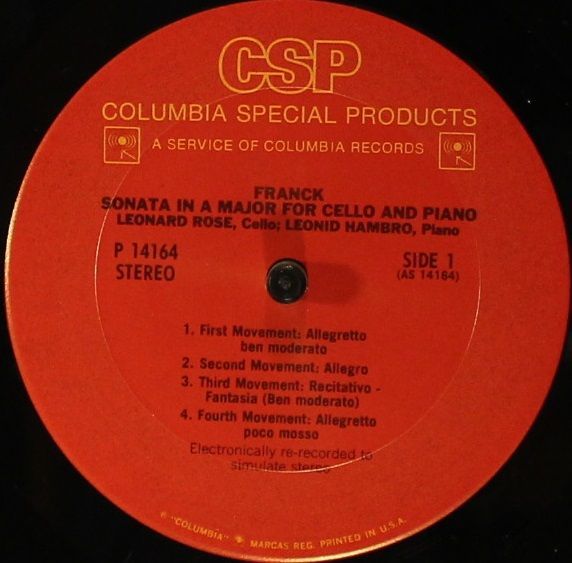 CSP
COLUMBIA SPECIAL PRODUCTS
A SERVICE OF COLUMBIA RECORDS
FRANCK
SONATA IN A MAJOR FOR CELLO AND PIANO
LEONARD ROSE, Cello; LEONID HAMBRO, Piano
P 14164
STEREO
SIDE 1
(AS 14164)
1. First Movement: Allegretto
ben moderato
2. Second Movement: Allegro
3. Third Movement: Recitativo -
Fantasia (Ben moderato)
4. Fourth Movement: Allegretto
poco mosso
Electronically re-recorded to
simulate stereo
® "COLUMBIA" MARCAS REG. PRINTED IN U.S.A.